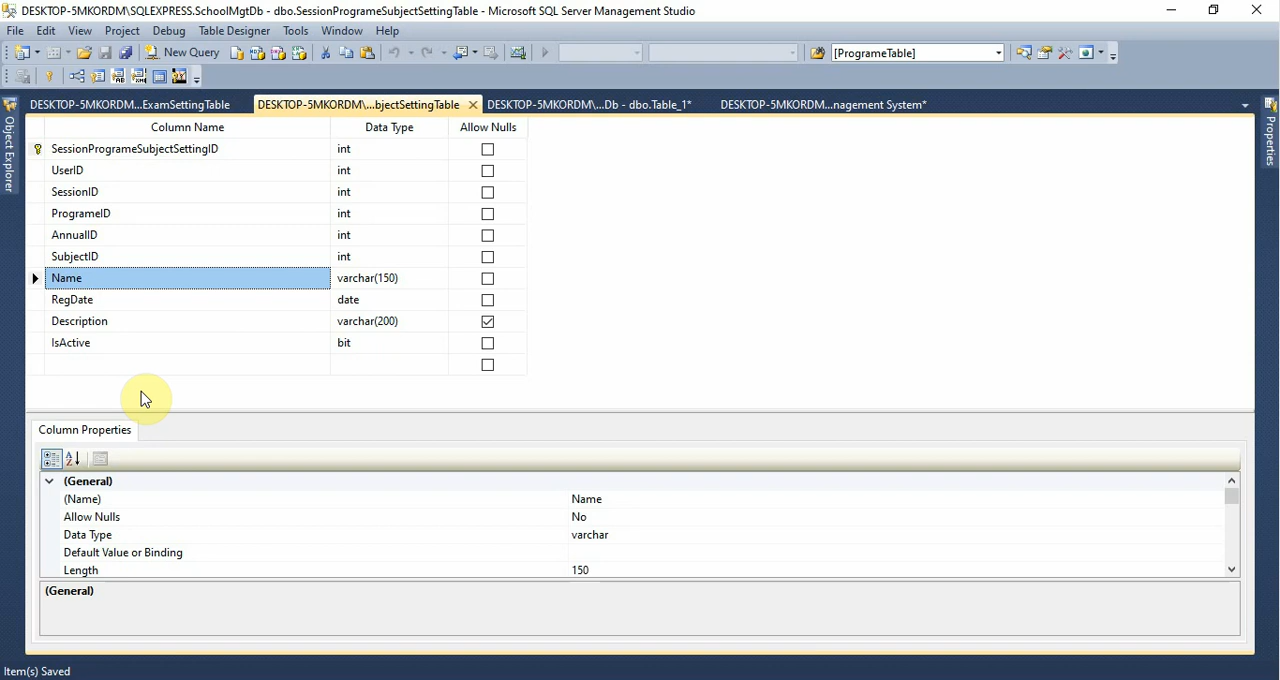 DESKTOP-5MKORDM\SQLEXPRESS.SchoolMgtDb - dbo.SessionProgrameSubjectSettingTable - Microsoft SQL Server Management Studio
File Edit View Project Debug Table Designer Tools Window Help
New Query [ProgrameTable]
DESKTOP-5MKORDM...ExamSettingTable DESKTOP-5MKORDM\...bjectSettingTable DESKTOP-5MKORDM\...Db - dbo.Table_1* DESKTOP-5MKORDM...nagement System*
Object Explorer
Properties
Column Name Data Type Allow Nulls
SessionProgrameSubjectSettingID int
UserID int
SessionID int
ProgrameID int
AnnualID int
SubjectID int
Name varchar(150)
RegDate date
Description varchar(200)
IsActive bit
Column Properties
(General)
(Name) Name
Allow Nulls No
Data Type varchar
Default Value or Binding
Length 150
(General)
Item(s) Saved